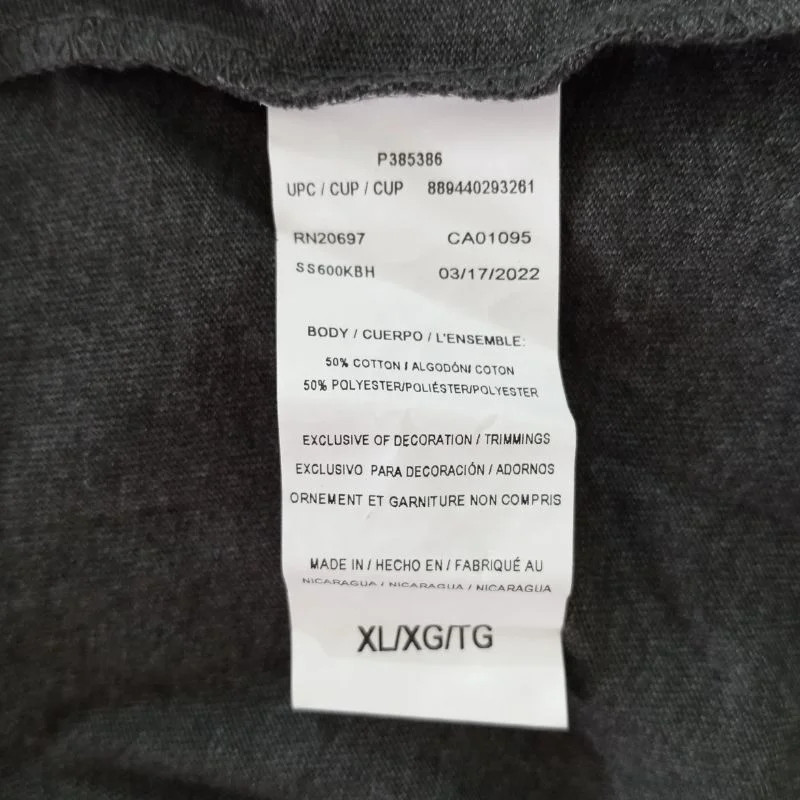 P385386
UPC / CUP / CUP 889440293261
RN20697 CA01095
SS600KBH 03/17/2022
BODY / CUERPO / L'ENSEMBLE:
50% COTTON / ALGODÓN/ COTON
50% POLYESTER/POLIÉSTER/POLYESTER
EXCLUSIVE OF DECORATION / TRIMMINGS
EXCLUSIVO PARA DECORACIÓN / ADORNOS
ORNEMENT ET GARNITURE NON COMPRIS
MADE IN / HECHO EN / FABRIQUÉ AU
NICARAGUA / NICARAGUA / NICARAGUA
XL/XG/TG